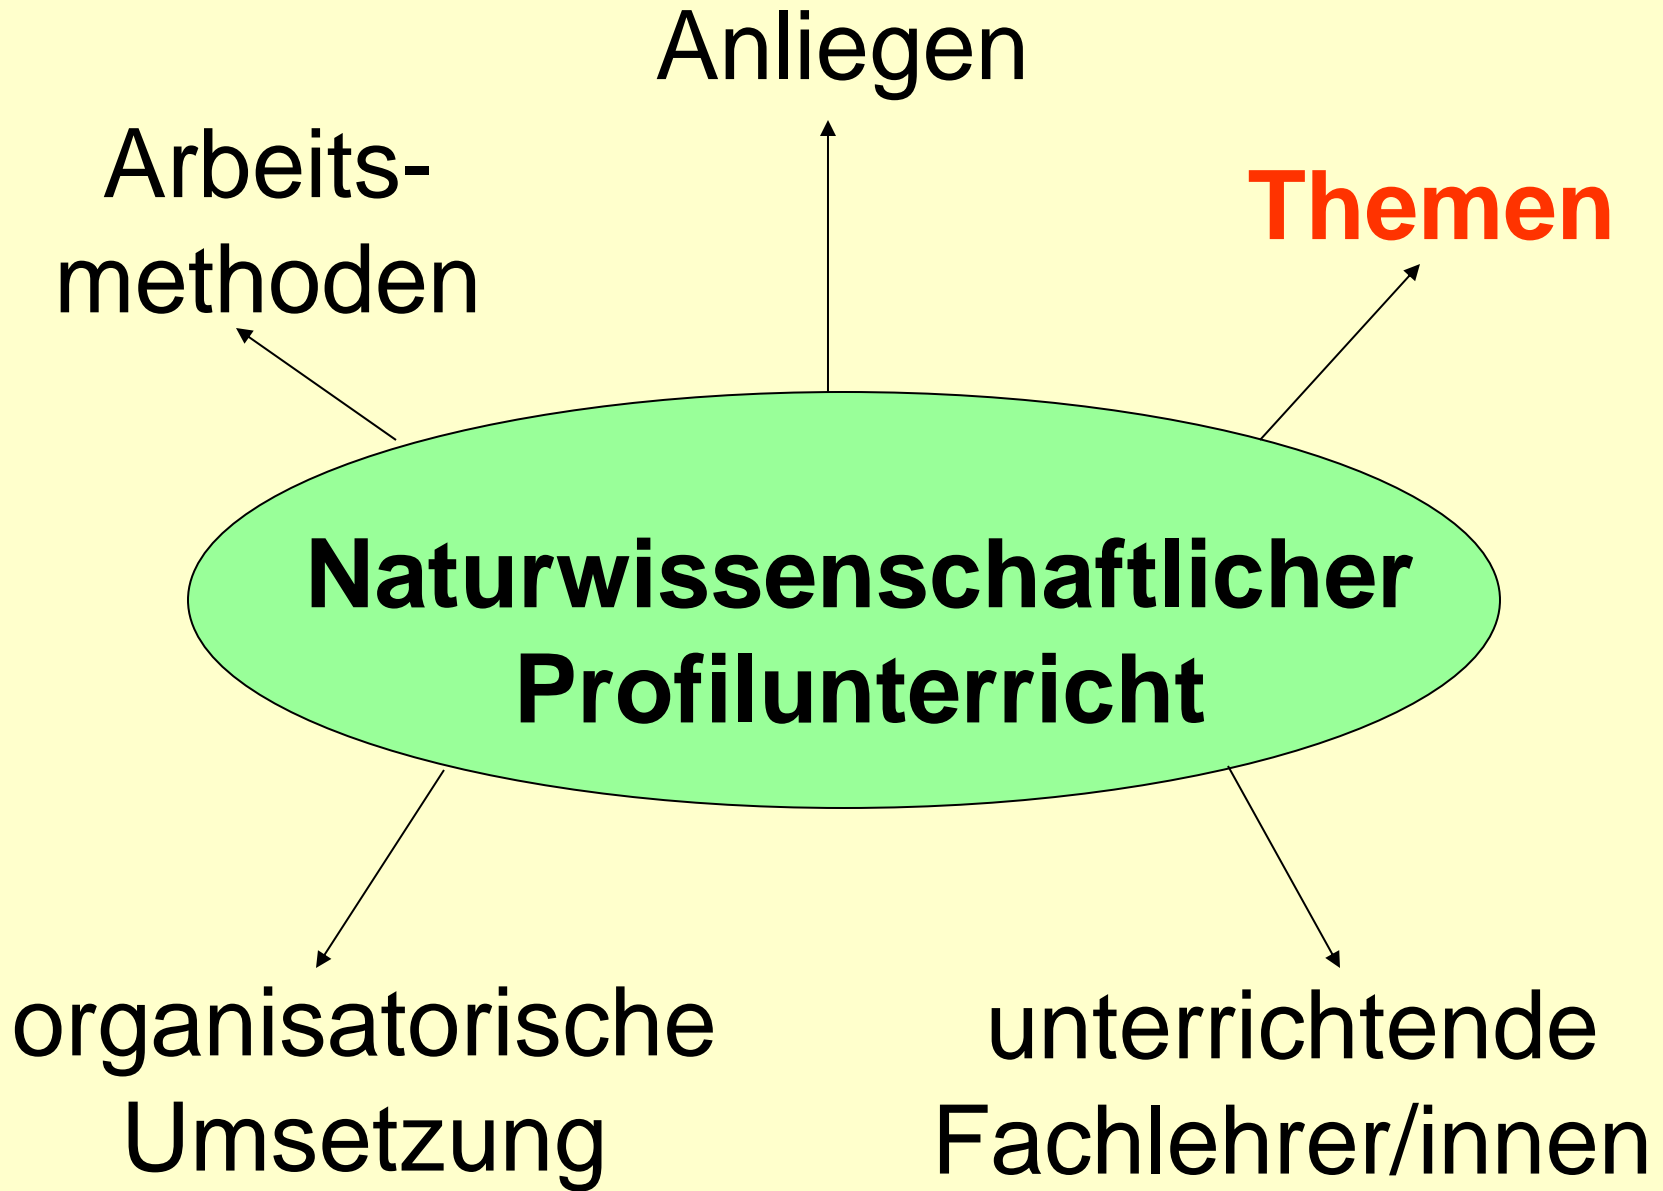 Anliegen
Arbeits-
methoden
Themen
Naturwissenschaftlicher
Profilunterricht
organisatorische
Umsetzung
unterrichtende
Fachlehrer/innen